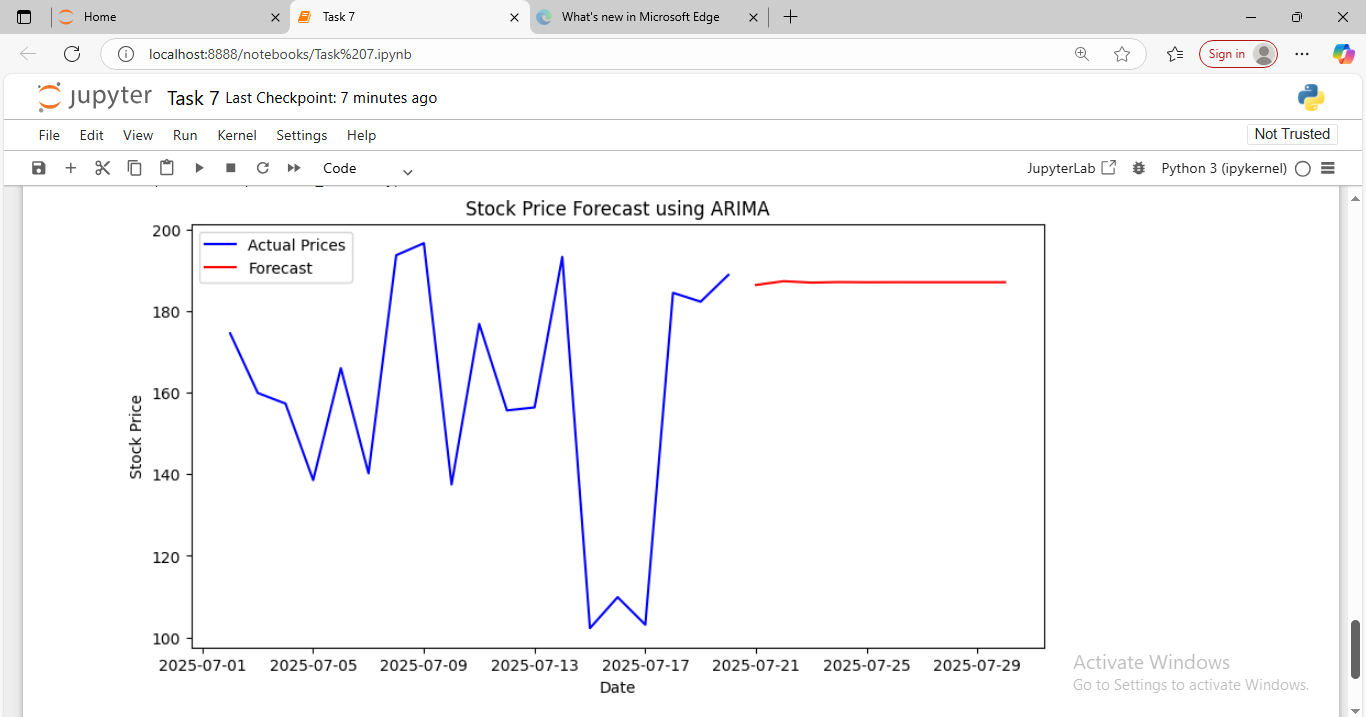 Home
Task 7
What's new in Microsoft Edge
localhost:8888/notebooks/Task%207.ipynb
Sign in
jupyter Task 7 Last Checkpoint: 7 minutes ago
File Edit View Run Kernel Settings Help
Not Trusted
Code
JupyterLab
Python 3 (ipykernel)
Stock Price Forecast using ARIMA
Actual Prices
Forecast
200
180
160
140
120
100
Stock Price
2025-07-01 2025-07-05 2025-07-09 2025-07-13 2025-07-17 2025-07-21 2025-07-25 2025-07-29
Date
Activate Windows
Go to Settings to activate Windows.